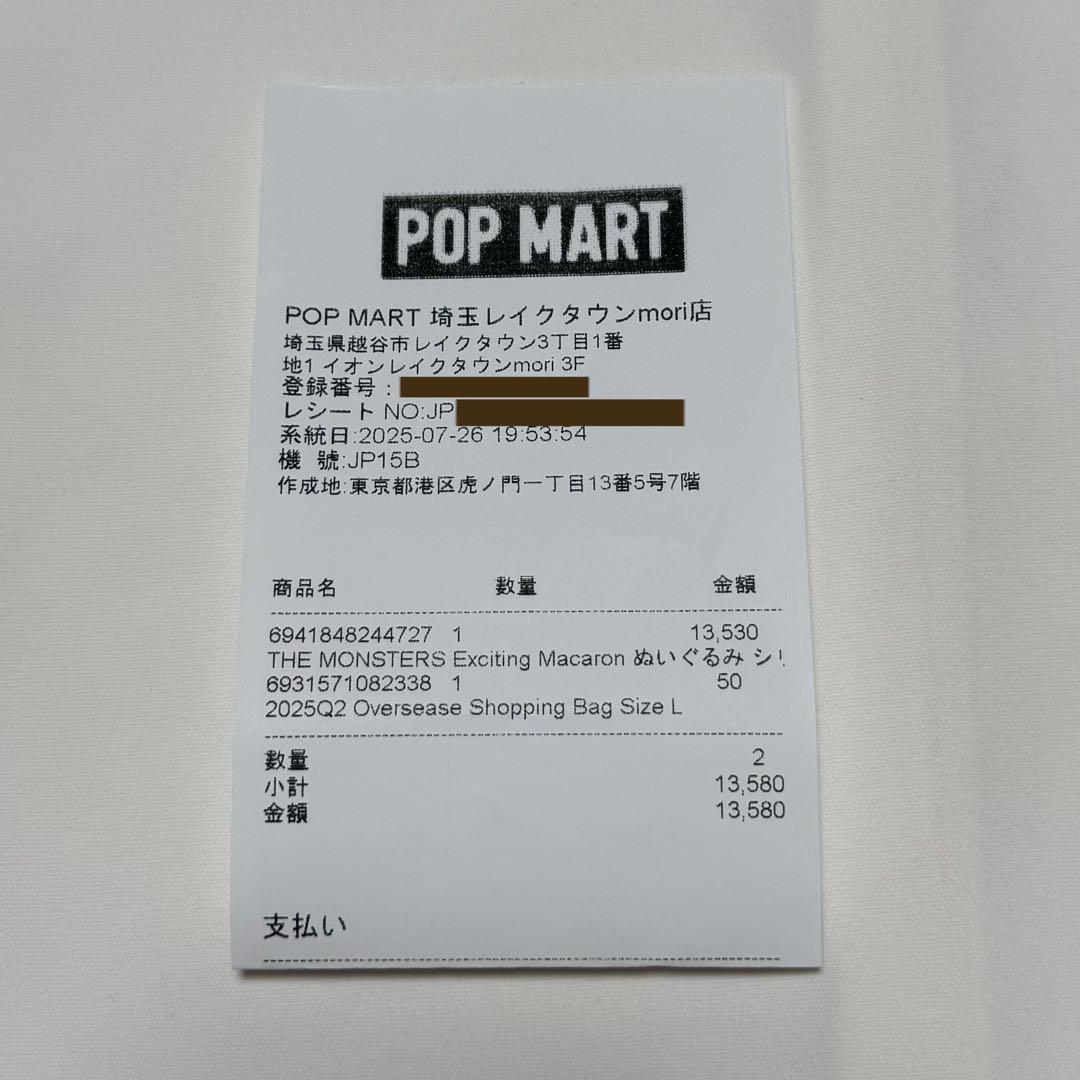 POP MART
POP MART 埼玉レイクタウンmori店
埼玉県越谷市レイクタウン3丁目1番
地1 イオンレイクタウンmori 3F
登録番号：
レシート NO:JP
系統日:2025-07-26 19:53:54
機 號:JP15B
作成地:東京都港区虎ノ門一丁目13番5号7階
商品名 数量 金額
6941848244727 1 13,530
THE MONSTERS Exciting Macaron ぬいぐるみ シリ
6931571082338 1 50
2025Q2 Oversease Shopping Bag Size L
数量 2
小計 13,580
金額 13,580
支払い